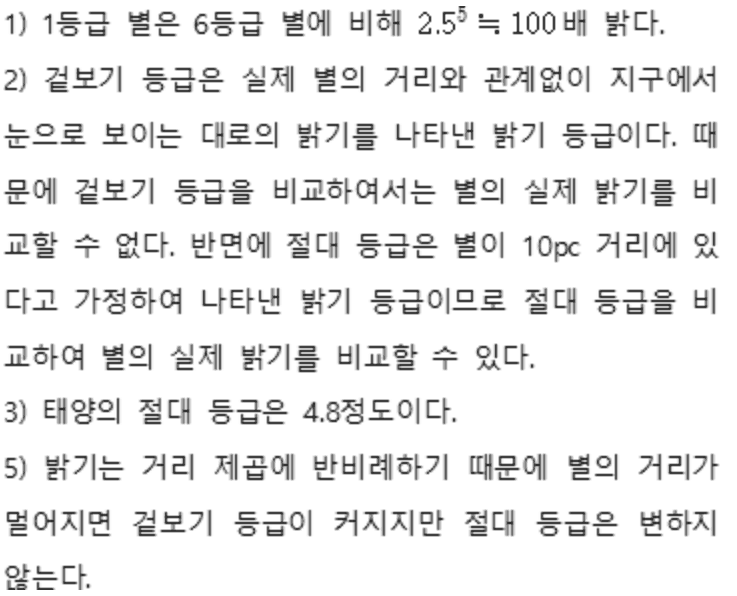 1) 1등급 별은 6등급 별에 비해 2.5⁵ ≒ 100배 밝다.
2) 겉보기 등급은 실제 별의 거리와 관계없이 지구에서
눈으로 보이는 대로의 밝기를 나타낸 밝기 등급이다. 때
문에 겉보기 등급을 비교하여서는 별의 실제 밝기를 비
교할 수 없다. 반면에 절대 등급은 별이 10pc 거리에 있
다고 가정하여 나타낸 밝기 등급이므로 절대 등급을 비
교하여 별의 실제 밝기를 비교할 수 있다.
3) 태양의 절대 등급은 4.8정도이다.
5) 밝기는 거리 제곱에 반비례하기 때문에 별의 거리가
멀어지면 겉보기 등급이 커지지만 절대 등급은 변하지
않는다.